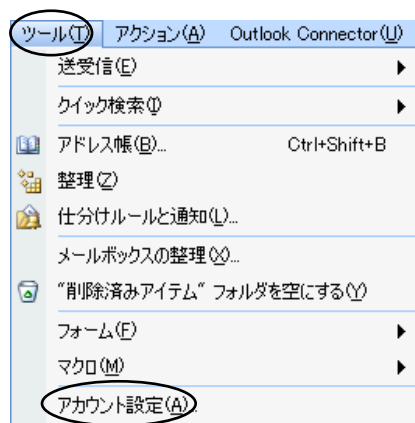 ツール(T) アクション(A) Outlook Connector(U)
送受信(E)
クイック検索(I)
アドレス帳(B)... Ctrl+Shift+B
整理(Z)
仕分けルールと通知(L)...
メールボックスの整理(X)...
"削除済みアイテム" フォルダを空にする(Y)
フォーム(F)
マクロ(M)
アカウント設定(A)...